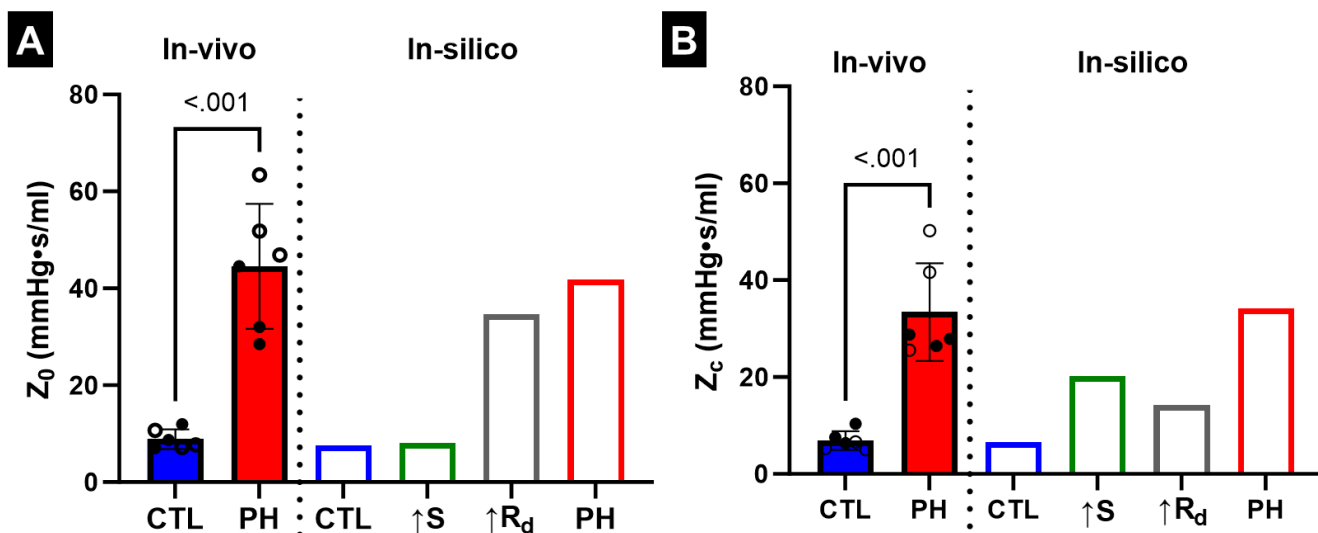 A
In-vivo
In-silico
<.001
Z0 (mmHg•s/ml)
80
60
40
20
0
CTL
PH
CTL
↑S
↑Rd
PH
B
In-vivo
In-silico
<.001
Zc (mmHg•s/ml)
80
60
40
20
0
CTL
PH
CTL
↑S
↑Rd
PH